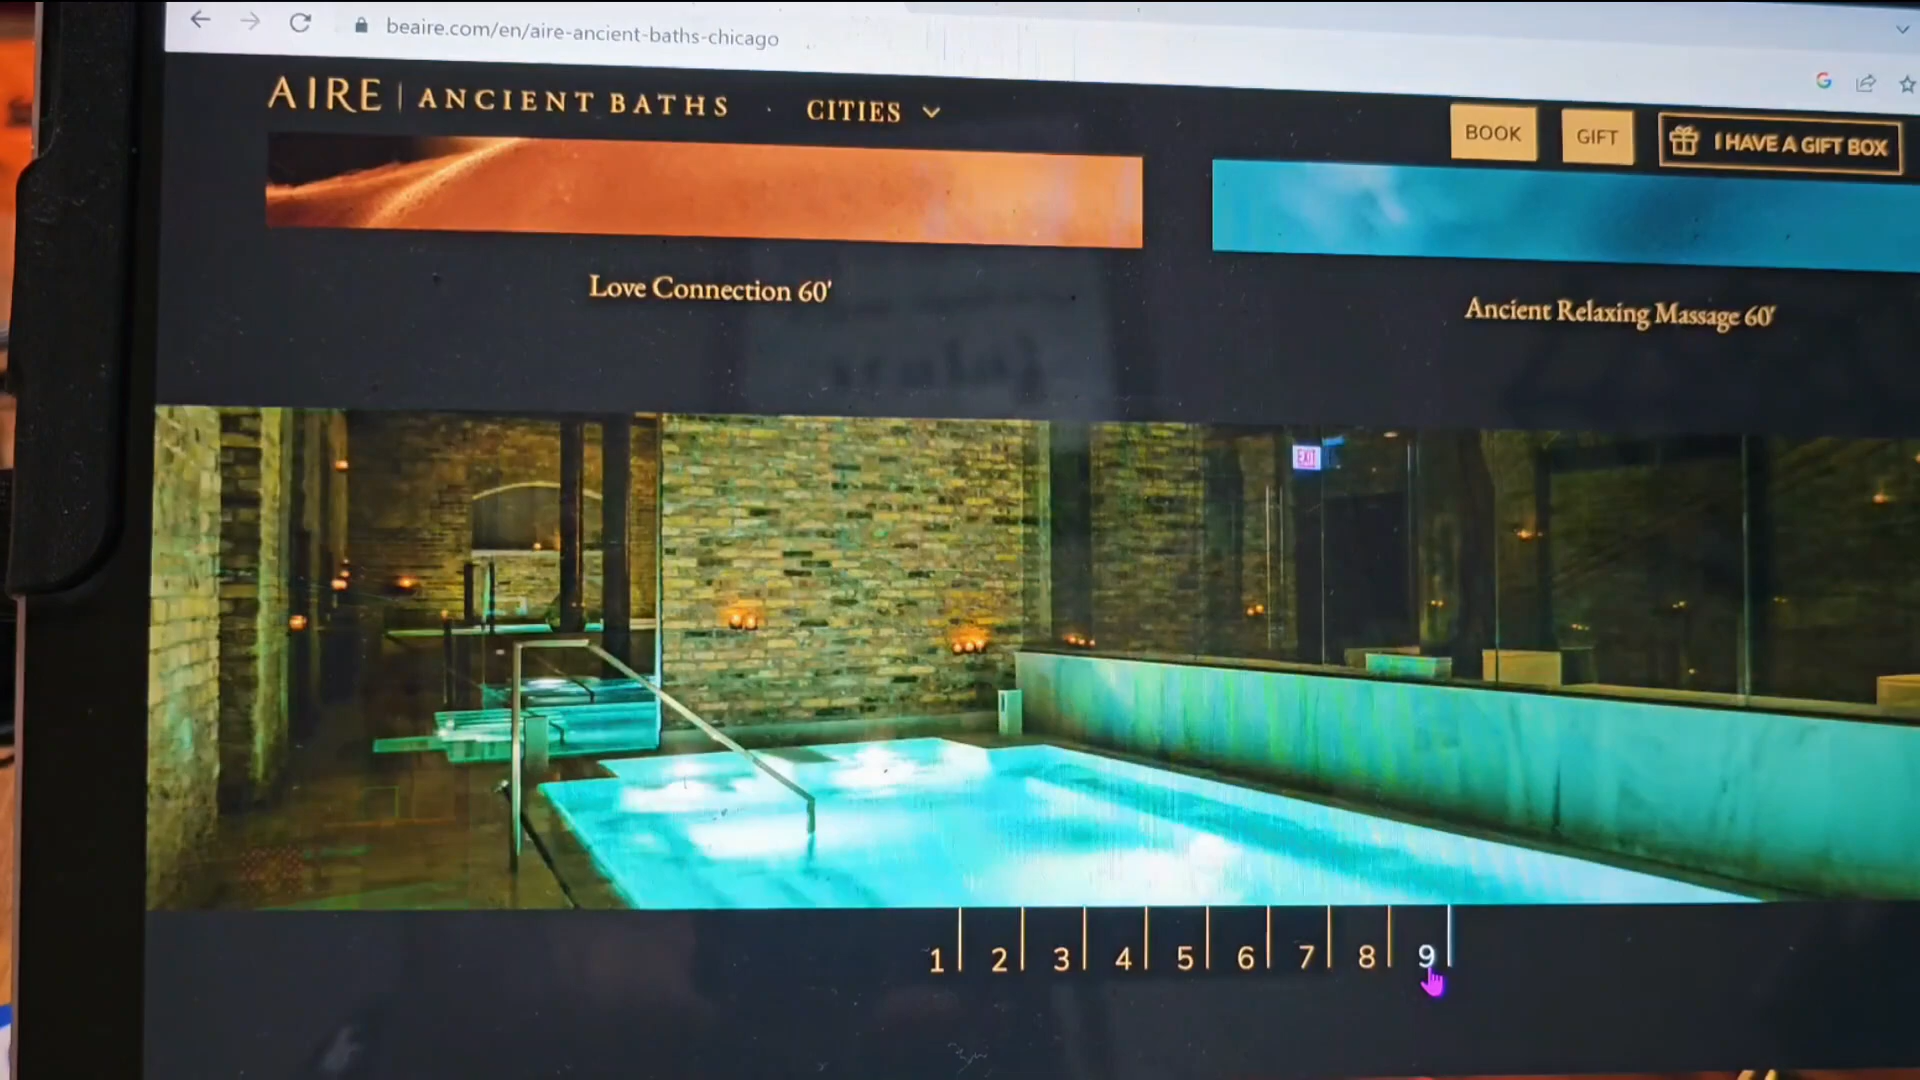 beaire.com/en/aire-ancient-baths-chicago
AIRE | ANCIENT BATHS
CITIES
BOOK
GIFT
I HAVE A GIFT BOX
Love Connection 60'
Ancient Relaxing Massage 60'
EXIT
1 2 3 4 5 6 7 8 9